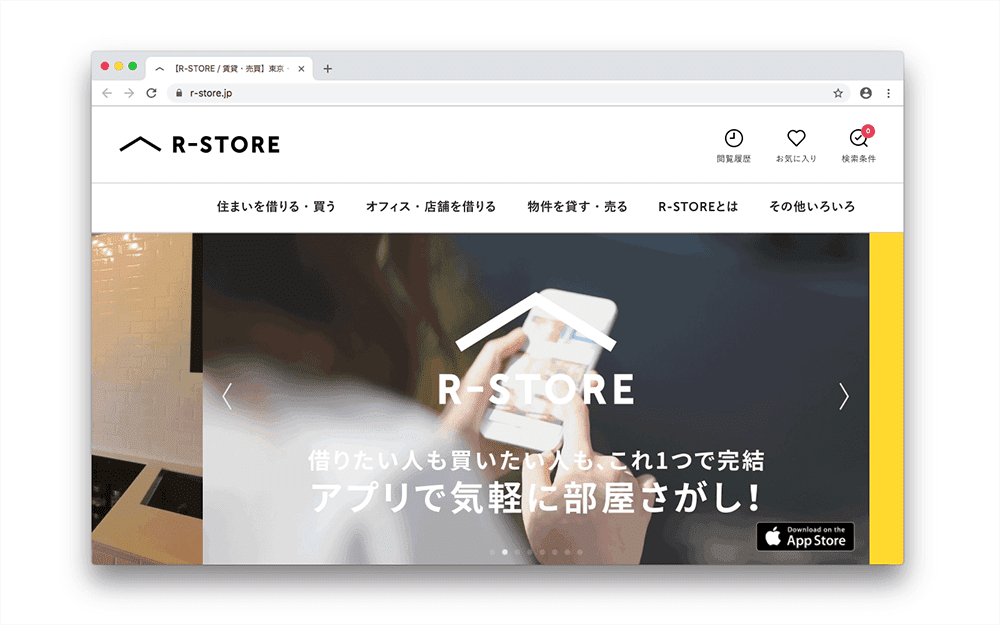 【R-STORE / 賃貸・売買】東京・
r-store.jp
R-STORE
0
閲覧履歴 お気に入り 検索条件
住まいを借りる・買う オフィス・店舗を借りる 物件を貸す・売る R-STOREとは その他いろいろ
R-STORE
借りたい人も買いたい人も、これ1つで完結
アプリで気軽に部屋さがし!
Download on the
App Store